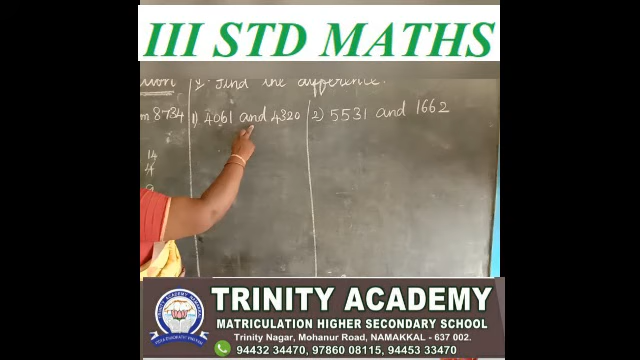 III STD MATHS
V. Find the difference.
8734
1) 4061 and 4320
2) 5531 and 1662
14
TRINITY ACADEMY
MATRICULATION HIGHER SECONDARY SCHOOL
Trinity Nagar, Mohanur Road, NAMAKKAL - 637 002.
94432 34470, 97860 08115, 94453 33470